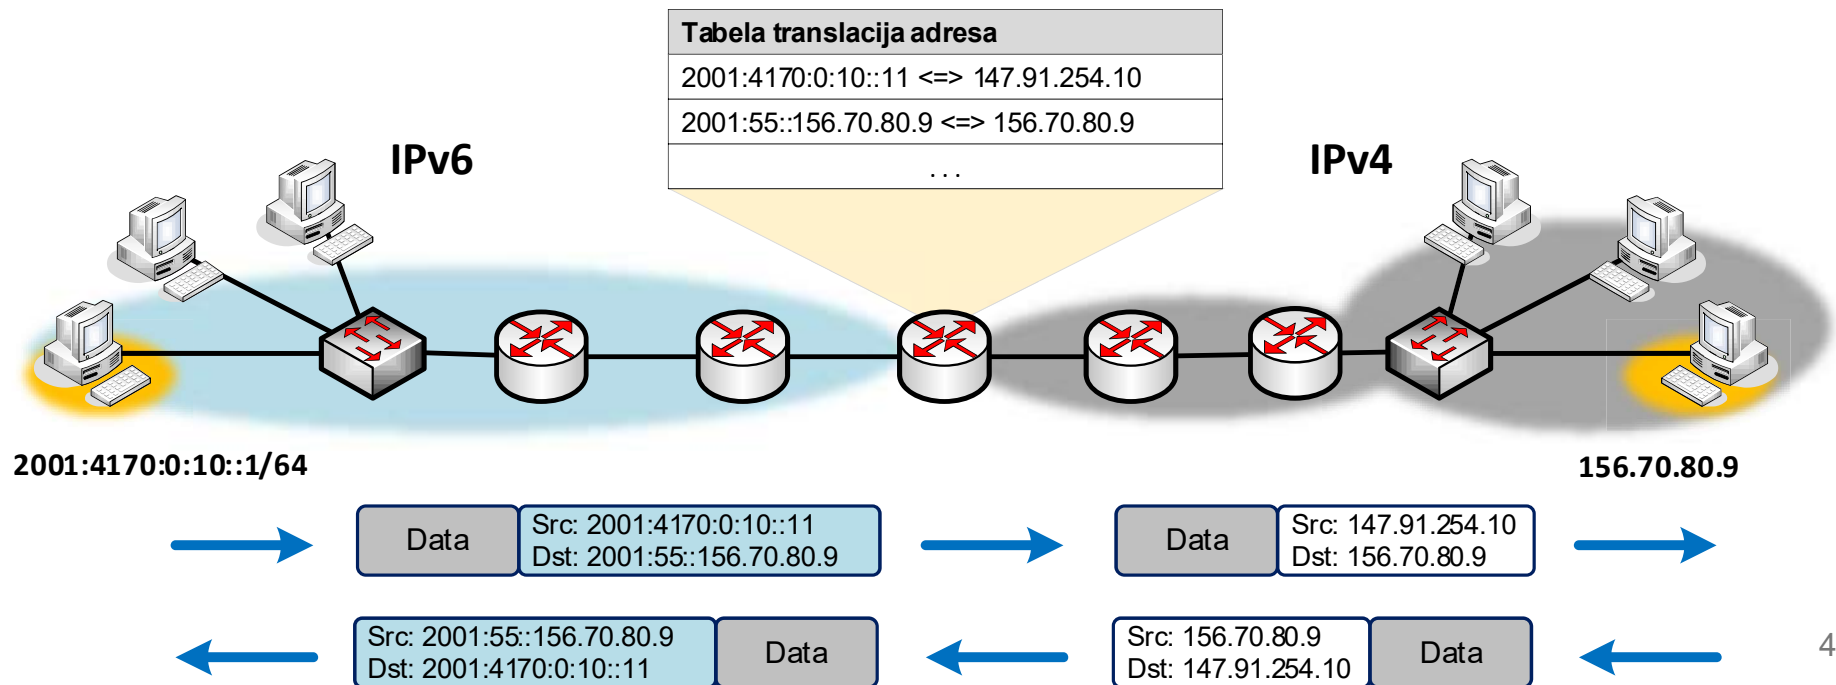 Tabela translacija adresa
2001:4170:0:10::11 <=> 147.91.254.10
2001:55::156.70.80.9 <=> 156.70.80.9
. . .
IPv6
IPv4
2001:4170:0:10::1/64
156.70.80.9
Data
Src: 2001:4170:0:10::11
Dst: 2001:55::156.70.80.9
Data
Src: 147.91.254.10
Dst: 156.70.80.9
Src: 2001:55::156.70.80.9
Dst: 2001:4170:0:10::11
Data
Src: 156.70.80.9
Dst: 147.91.254.10
Data
4